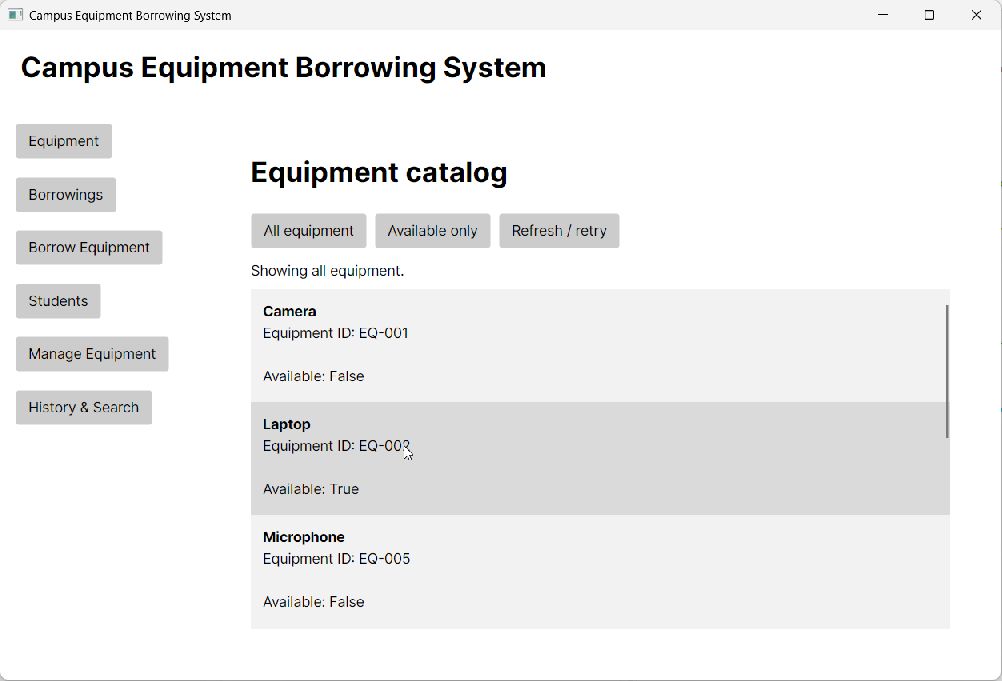 Campus Equipment Borrowing System
Campus Equipment Borrowing System
Equipment
Borrowings
Borrow Equipment
Students
Manage Equipment
History & Search
Equipment catalog
All equipment
Available only
Refresh / retry
Showing all equipment.
Camera
Equipment ID: EQ-001
Available: False
Laptop
Equipment ID:
Available: True
Microphone
Equipment ID: EQ-005
Available: False